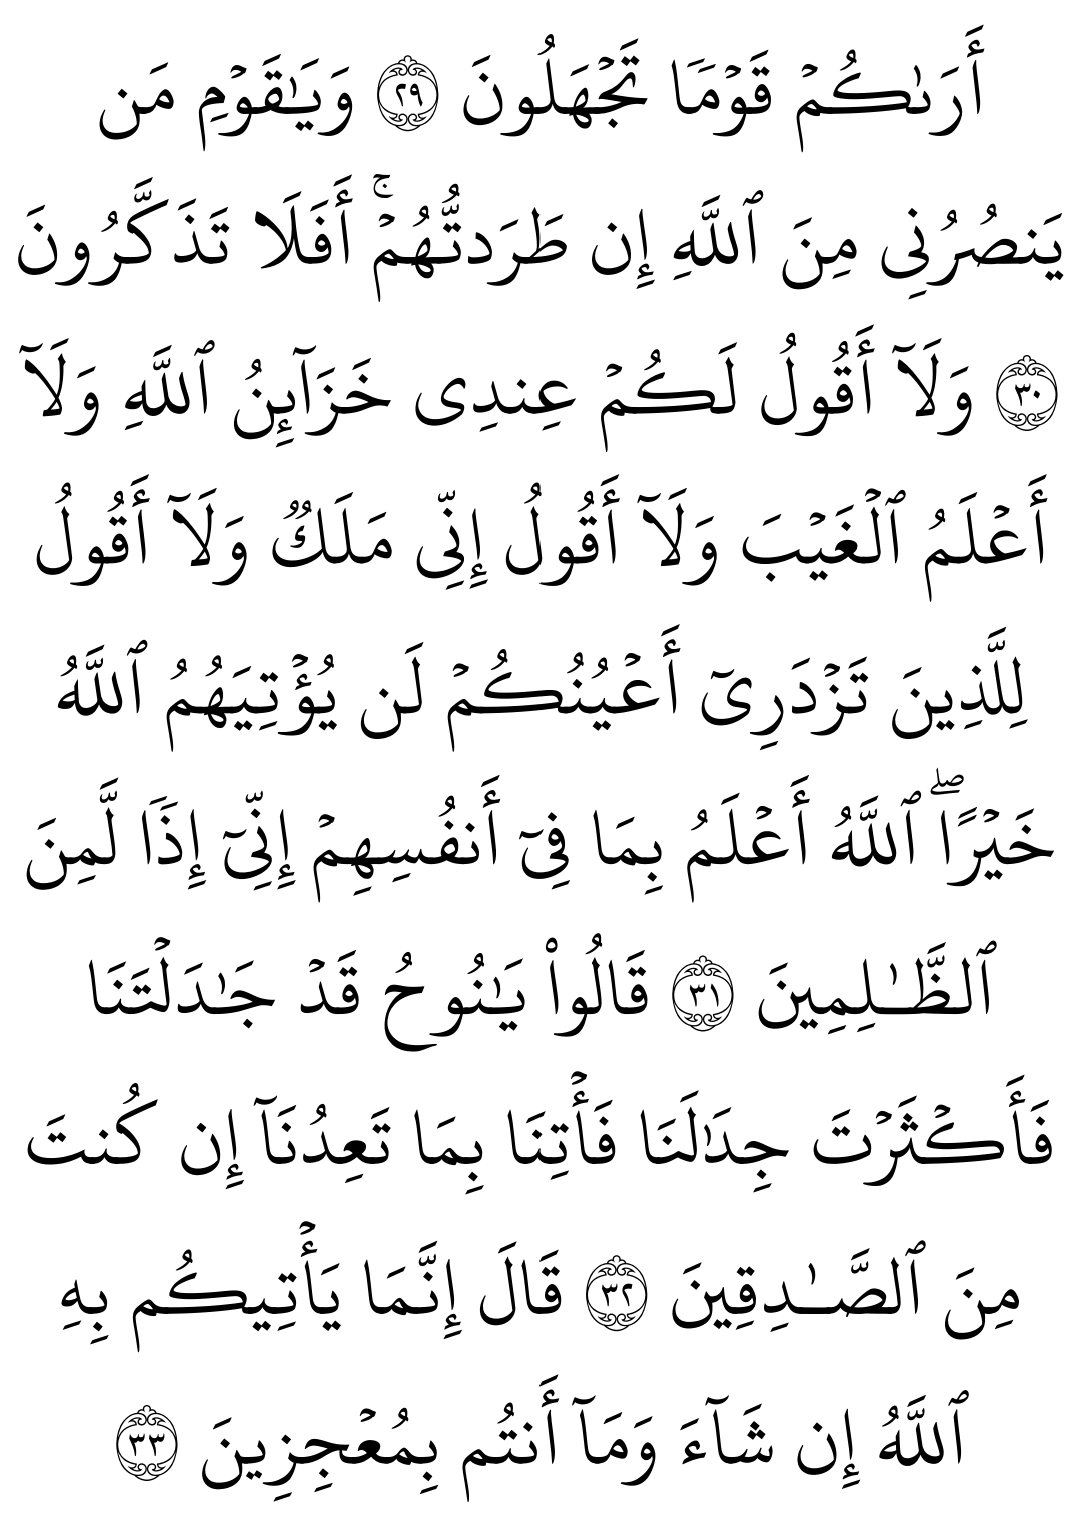 أَرَىٰكُمۡ قَوۡمٗا تَجۡهَلُونَ ٢٩ وَيَٰقَوۡمِ مَن
يَنصُرُنِي مِنَ ٱللَّهِ إِن طَرَدتُّهُمۡۚ أَفَلَا تَذَكَّرُونَ
٣٠ وَلَآ أَقُولُ لَكُمۡ عِندِي خَزَآئِنُ ٱللَّهِ وَلَآ
أَعۡلَمُ ٱلۡغَيۡبَ وَلَآ أَقُولُ إِنِّي مَلَكٞ وَلَآ أَقُولُ
لِلَّذِينَ تَزۡدَرِيٓ أَعۡيُنُكُمۡ لَن يُؤۡتِيَهُمُ ٱللَّهُ
خَيۡرًاۖ ٱللَّهُ أَعۡلَمُ بِمَا فِيٓ أَنفُسِهِمۡ إِنِّيٓ إِذٗا لَّمِنَ
ٱلظَّـٰلِمِينَ ٣١ قَالُواْ يَٰنُوحُ قَدۡ جَٰدَلۡتَنَا
فَأَكۡثَرۡتَ جِدَٰلَنَا فَأۡتِنَا بِمَا تَعِدُنَآ إِن كُنتَ
مِنَ ٱلصَّـٰدِقِينَ ٣٢ قَالَ إِنَّمَا يَأۡتِيكُم بِهِ
ٱللَّهُ إِن شَآءَ وَمَآ أَنتُم بِمُعۡجِزِينَ ٣٣